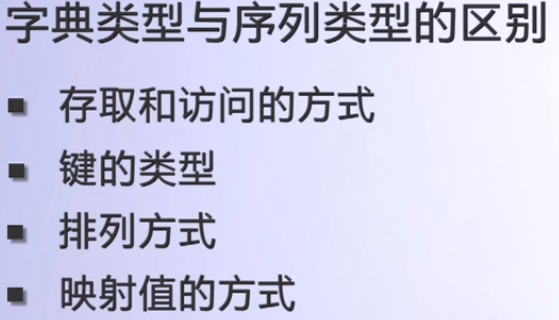 字典类型与序列类型的区别
存取和访问的方式
键的类型
排列方式
映射值的方式